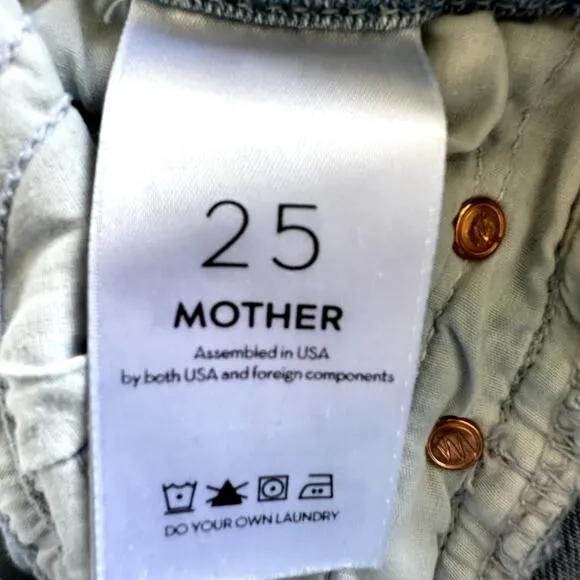 25
MOTHER
Assembled in USA
by both USA and foreign components
DO YOUR OWN LAUNDRY